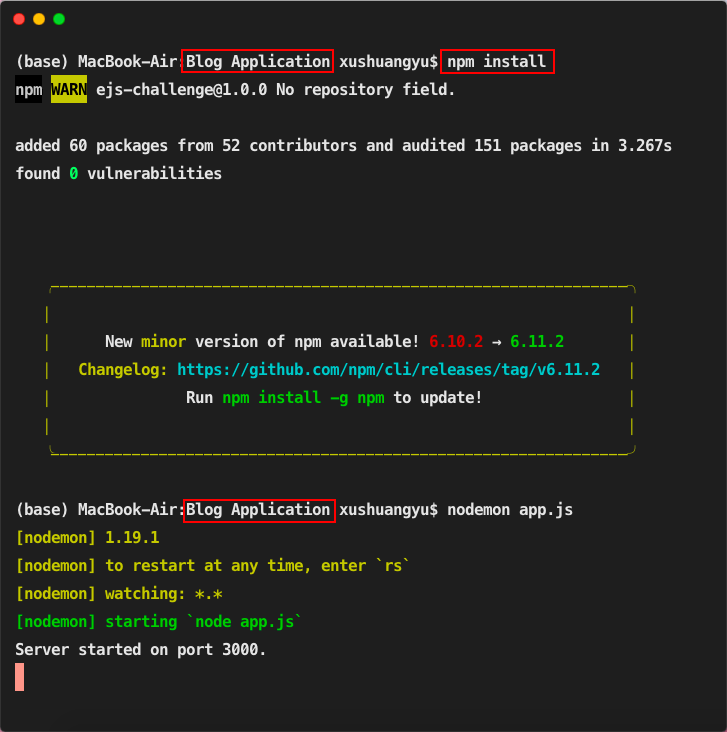 (base) MacBook-Air:Blog Application xushuangyu$ npm install
npm WARN ejs-challenge@1.0.0 No repository field.
added 60 packages from 52 contributors and audited 151 packages in 3.267s
found 0 vulnerabilities
New minor version of npm available! 6.10.2 → 6.11.2
Changelog: https://github.com/npm/cli/releases/tag/v6.11.2
Run npm install -g npm to update!
(base) MacBook-Air:Blog Application xushuangyu$ nodemon app.js
[nodemon] 1.19.1
[nodemon] to restart at any time, enter `rs`
[nodemon] watching: *.*
[nodemon] starting `node app.js`
Server started on port 3000.